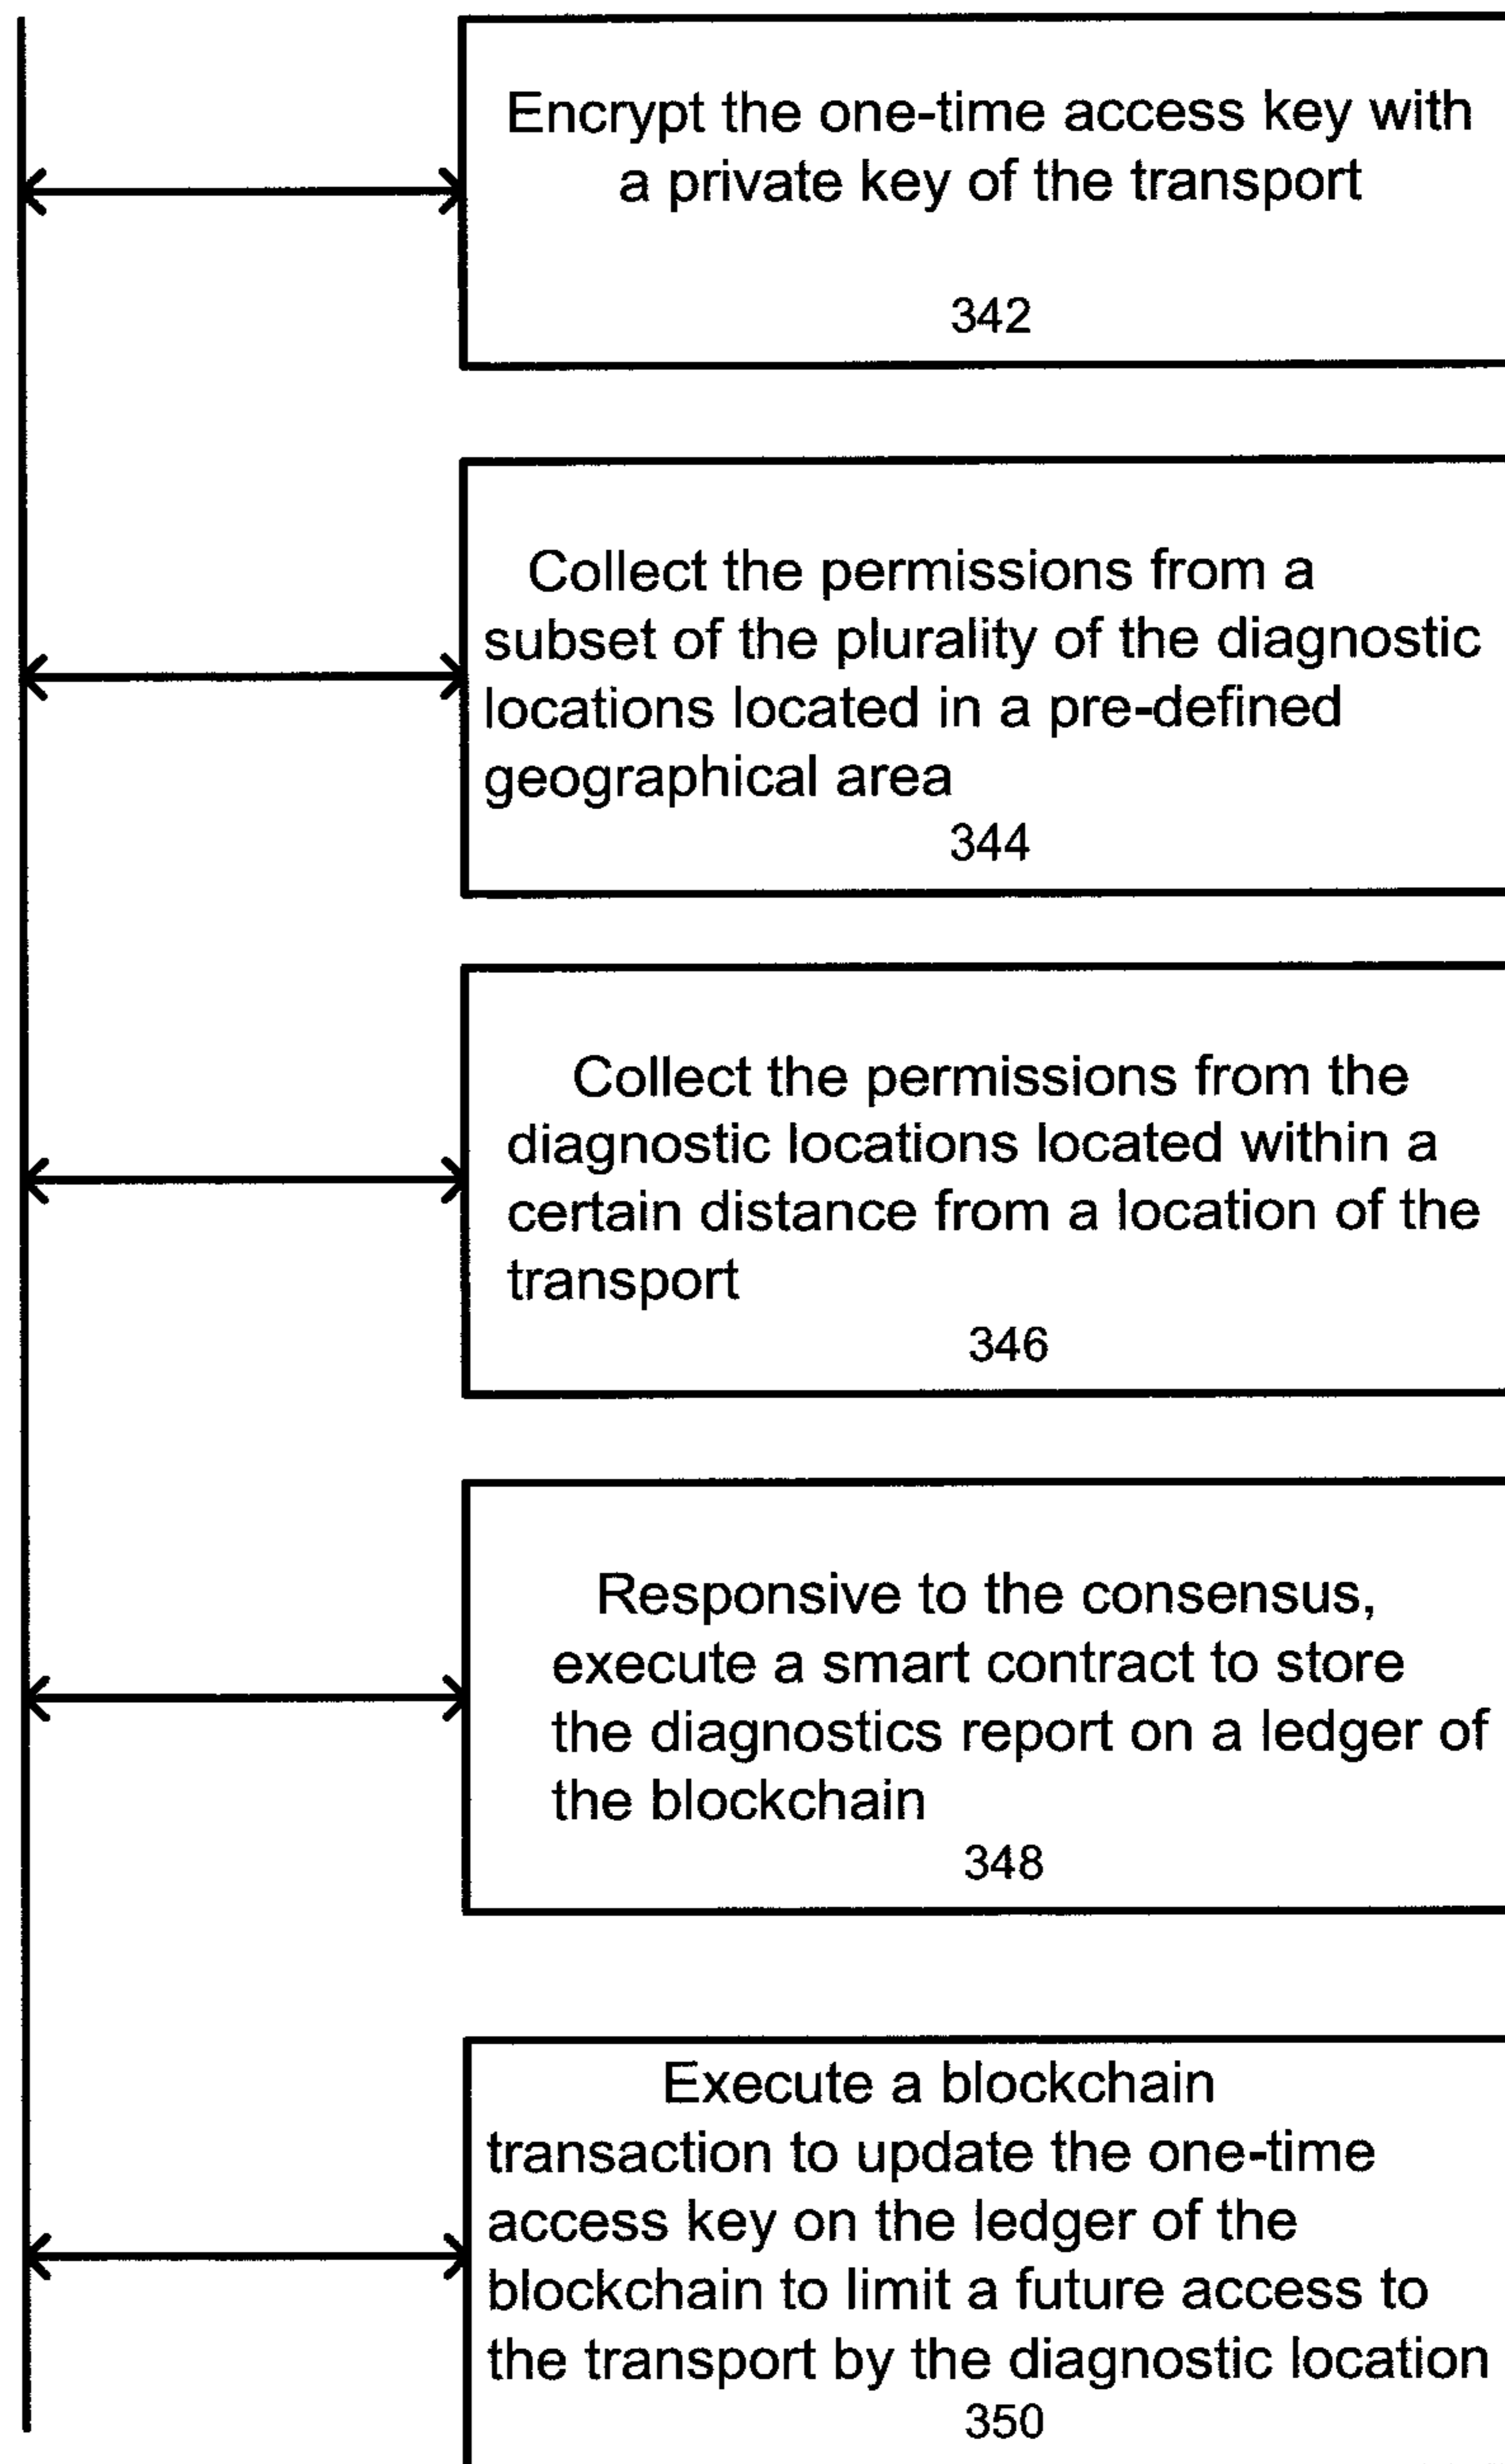 Encrypt the one-time access key with
a private key of the transport
342
Collect the permissions from a
subset of the plurality of the diagnostic
locations located in a pre-defined
geographical area
344
Collect the permissions from the
diagnostic locations located within a
certain distance from a location of the
transport
346
Responsive to the consensus,
execute a smart contract to store
the diagnostics report on a ledger of
the blockchain
348
Execute a blockchain
transaction to update the one-time
access key on the ledger of the
blockchain to limit a future access to
the transport by the diagnostic location
350